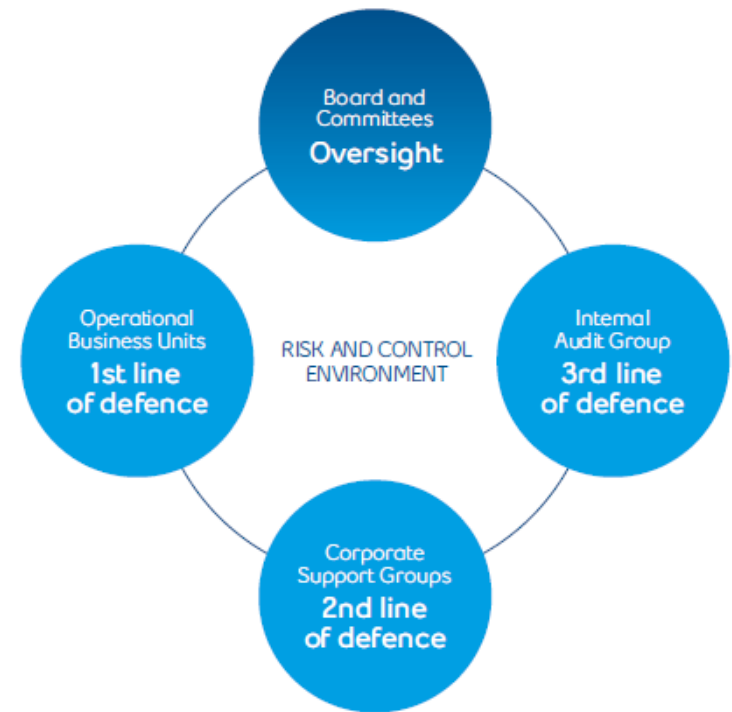 Board and
Committees
Oversight
Operational
Business Units
1st line
of defence
RISK AND CONTROL
ENVIRONMENT
Internal
Audit Group
3rd line
of defence
Corporate
Support Groups
2nd line
of defence